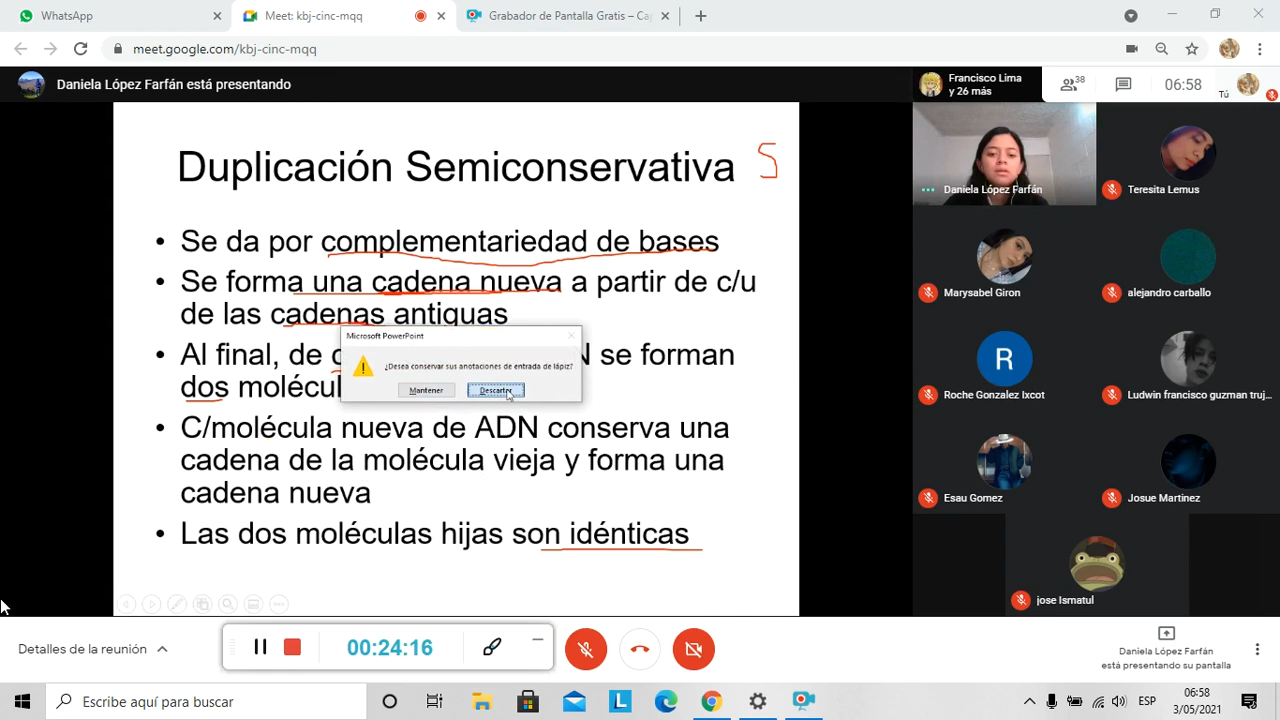 WhatsApp
Meet: kbj-cinc-mqq
Grabador de Pantalla Gratis – Ca
meet.google.com/kbj-cinc-mqq
Daniela López Farfán está presentando
Francisco Lima
y 26 más
38
06:58
Tú
Duplicación Semiconservativa
S
• Se da por complementariedad de bases
• Se forma una cadena nueva a partir de c/u
de las cadenas antiguas
• Al final, de
N se forman
dos molécul
• C/molécula nueva de ADN conserva una
cadena de la molécula vieja y forma una
cadena nueva
• Las dos moléculas hijas son idénticas
Microsoft PowerPoint
¿Desea conservar sus anotaciones de entrada de lápiz?
Mantener
Descartar
Daniela López Farfán
Teresita Lemus
Marysabel Giron
alejandro carballo
R
Roche Gonzalez Ixcot
Ludwin francisco guzman truj...
Esau Gomez
Josue Martinez
jose Ismatul
Detalles de la reunión
00:24:16
Daniela López Farfán
está presentando su pantalla
Escribe aquí para buscar
L
ESP
06:58
3/05/2021